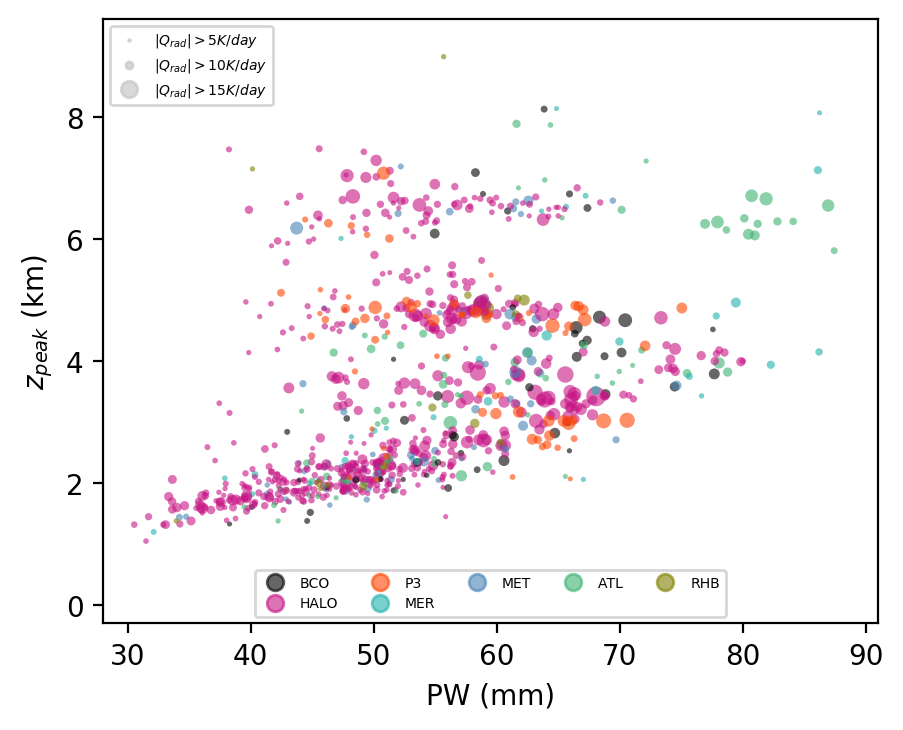 |Q_rad| > 5K/day
|Q_rad| > 10K/day
|Q_rad| > 15K/day
8
6
4
2
0
z_peak (km)
BCO P3 MET ATL RHB
HALO MER
30 40 50 60 70 80 90
PW (mm)